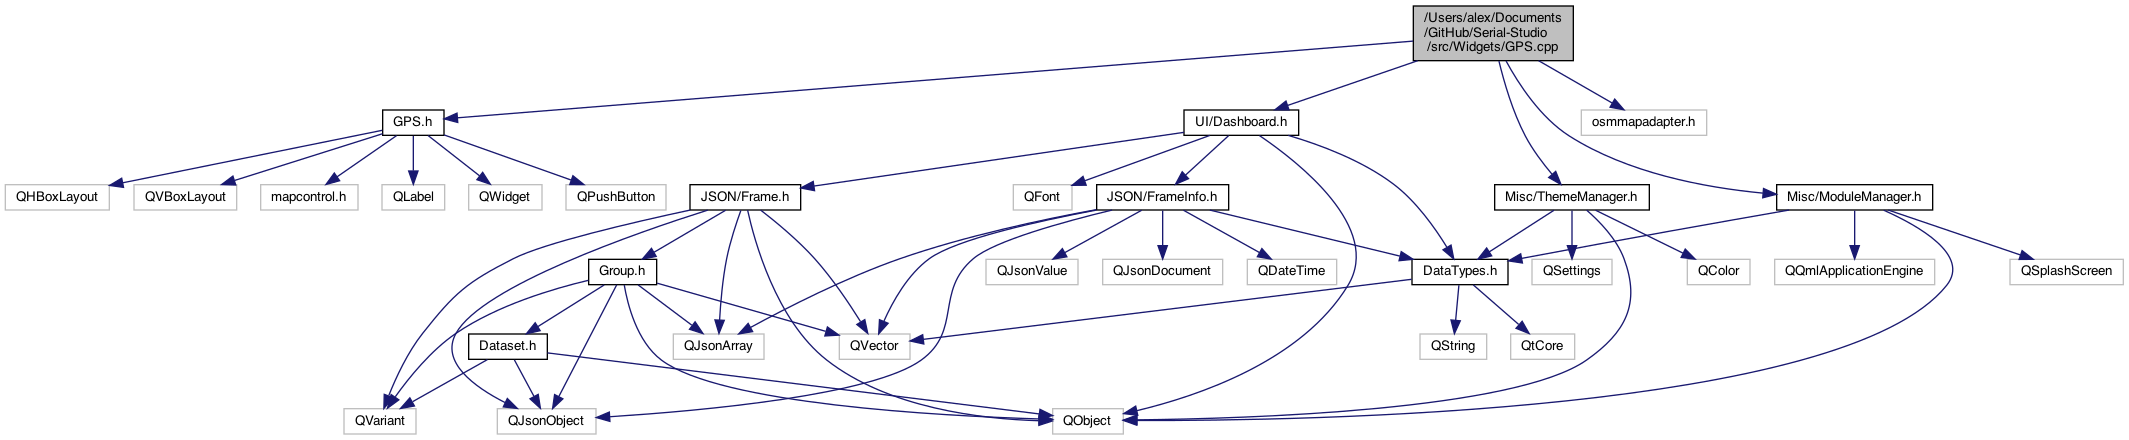 /Users/alex/Documents
/GitHub/Serial-Studio
/src/Widgets/GPS.cpp
GPS.h
UI/Dashboard.h
osmmapadapter.h
QHBoxLayout
QVBoxLayout
mapcontrol.h
QLabel
QWidget
QPushButton
JSON/Frame.h
QFont
JSON/FrameInfo.h
Misc/ThemeManager.h
Misc/ModuleManager.h
Group.h
QJsonValue
QJsonDocument
QDateTime
DataTypes.h
QSettings
QColor
QQmlApplicationEngine
QSplashScreen
Dataset.h
QJsonArray
QVector
QString
QtCore
QVariant
QJsonObject
QObject